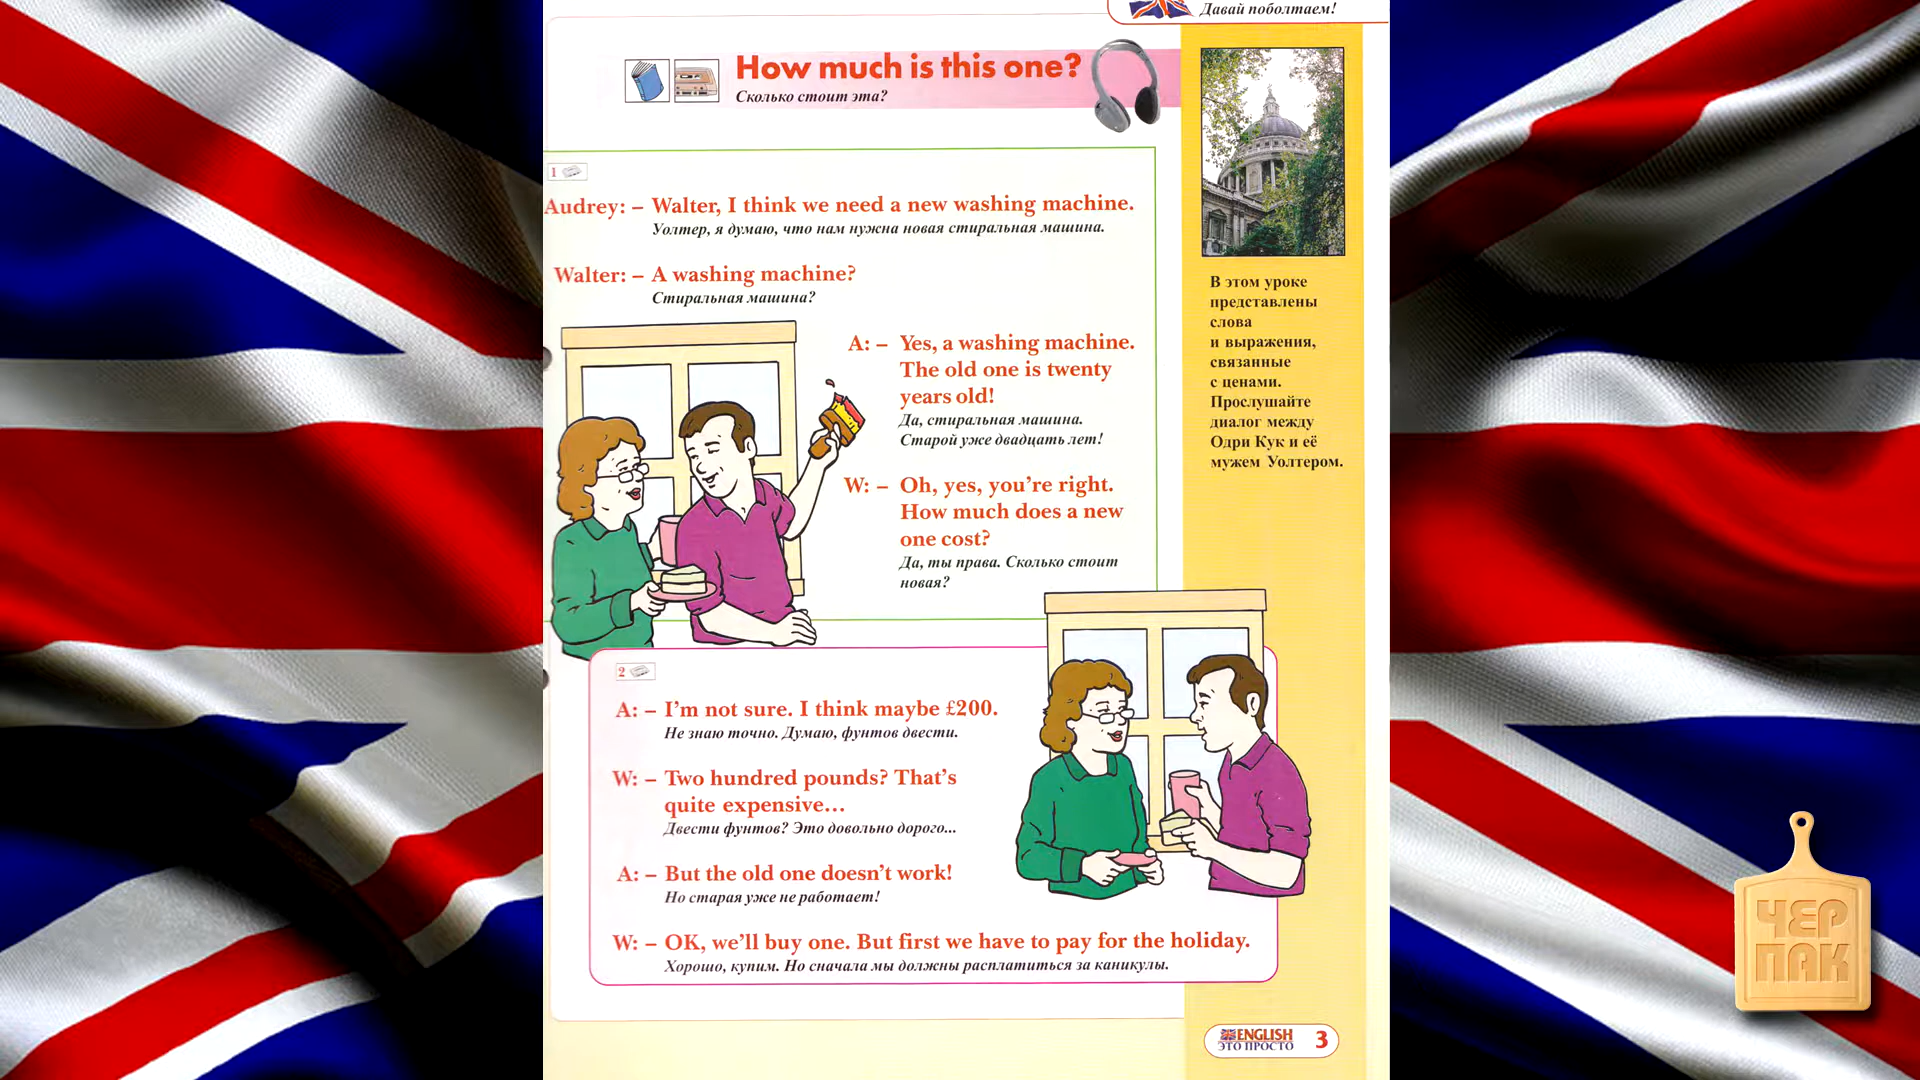 Давай поболтаем!
How much is this one?
Сколько стоит эта?
1
Audrey: – Walter, I think we need a new washing machine.
Уолтер, я думаю, что нам нужна новая стиральная машина.
Walter: – A washing machine?
Стиральная машина?
A: – Yes, a washing machine.
The old one is twenty
years old!
Да, стиральная машина.
Старой уже двадцать лет!
W: – Oh, yes, you’re right.
How much does a new
one cost?
Да, ты права. Сколько стоит
новая?
2
A: – I’m not sure. I think maybe £200.
Не знаю точно. Думаю, фунтов двести.
W: – Two hundred pounds? That’s
quite expensive…
Двести фунтов? Это довольно дорого...
A: – But the old one doesn’t work!
Но старая уже не работает!
W: – OK, we’ll buy one. But first we have to pay for the holiday.
Хорошо, купим. Но сначала мы должны расплатиться за каникулы.
В этом уроке
представлены
слова
и выражения,
связанные
с ценами.
Прослушайте
диалог между
Одри Кук и её
мужем Уолтером.
ENGLISH
ЭТО ПРОСТО
3
ЧЕР
ПАК